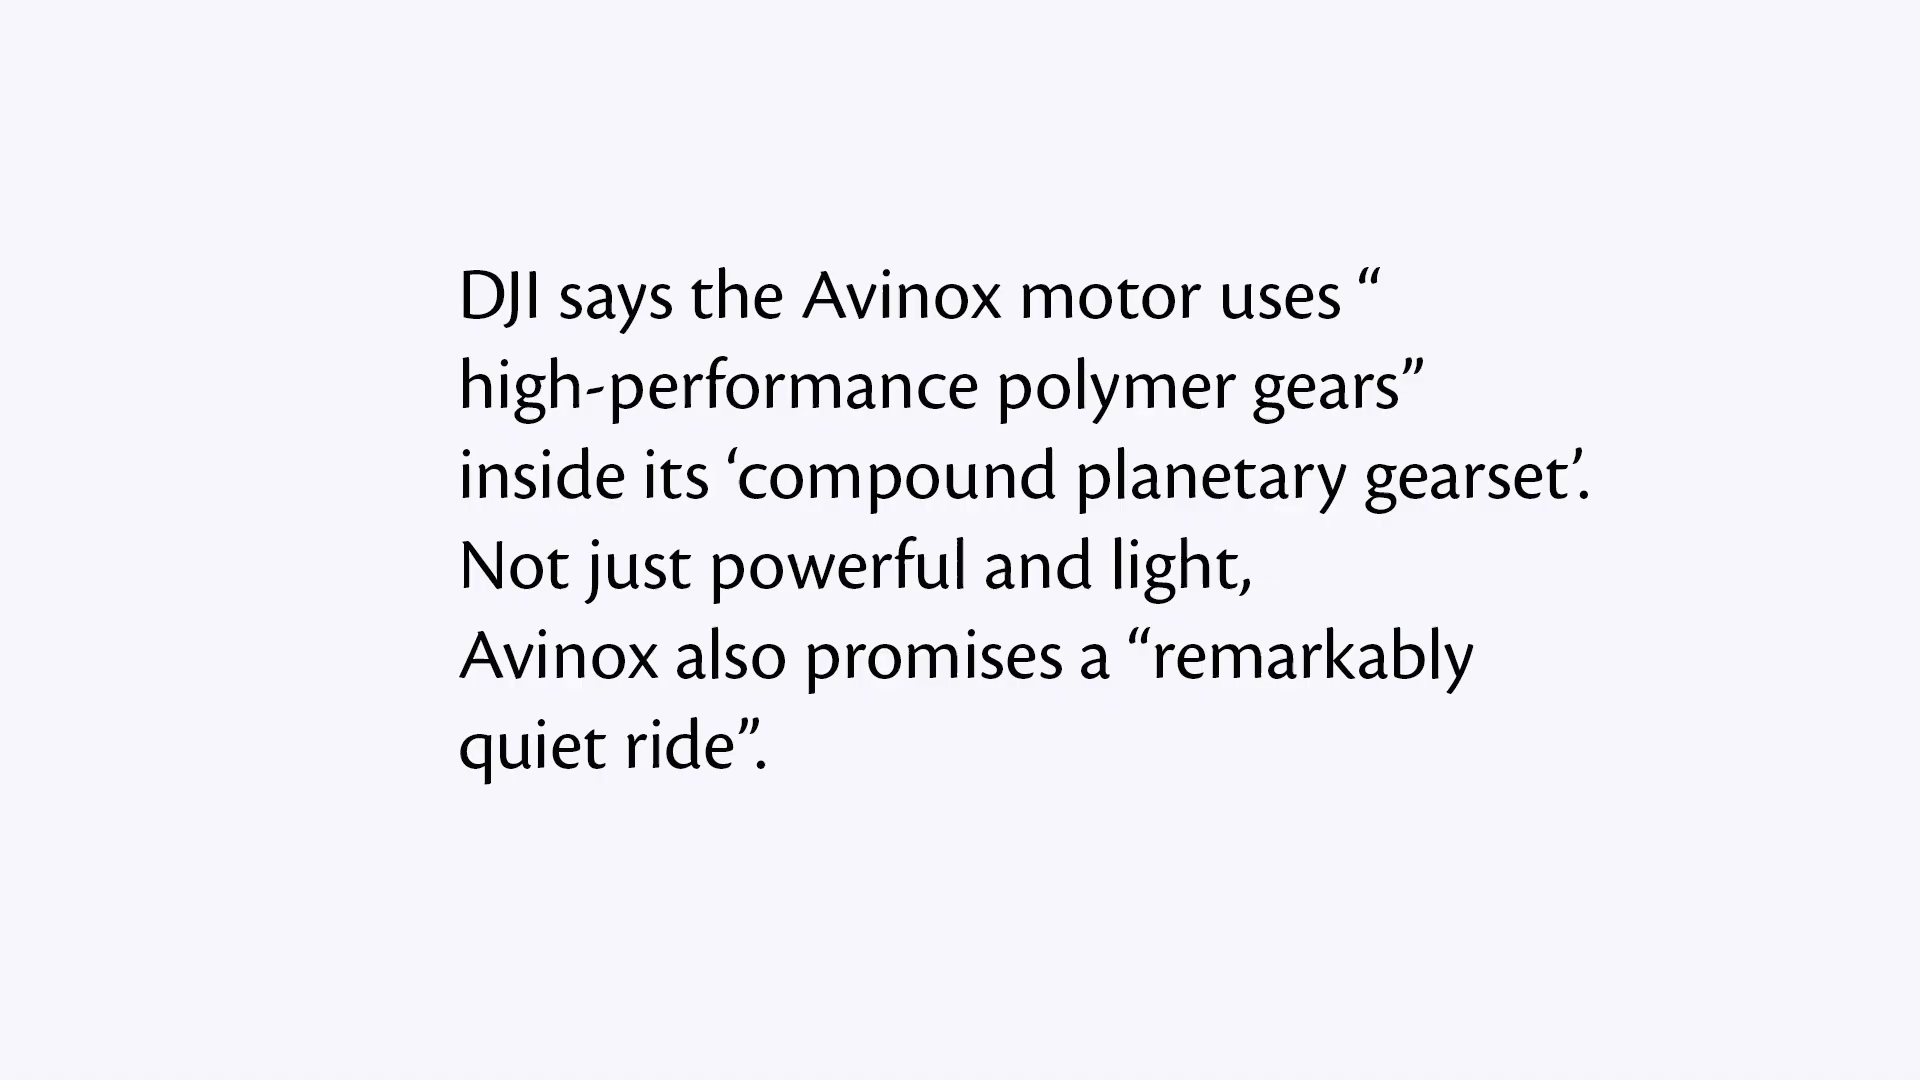 DJI says the Avinox motor uses “
high-performance polymer gears”
inside its ‘compound planetary gearset’.
Not just powerful and light,
Avinox also promises a “remarkably
quiet ride”.